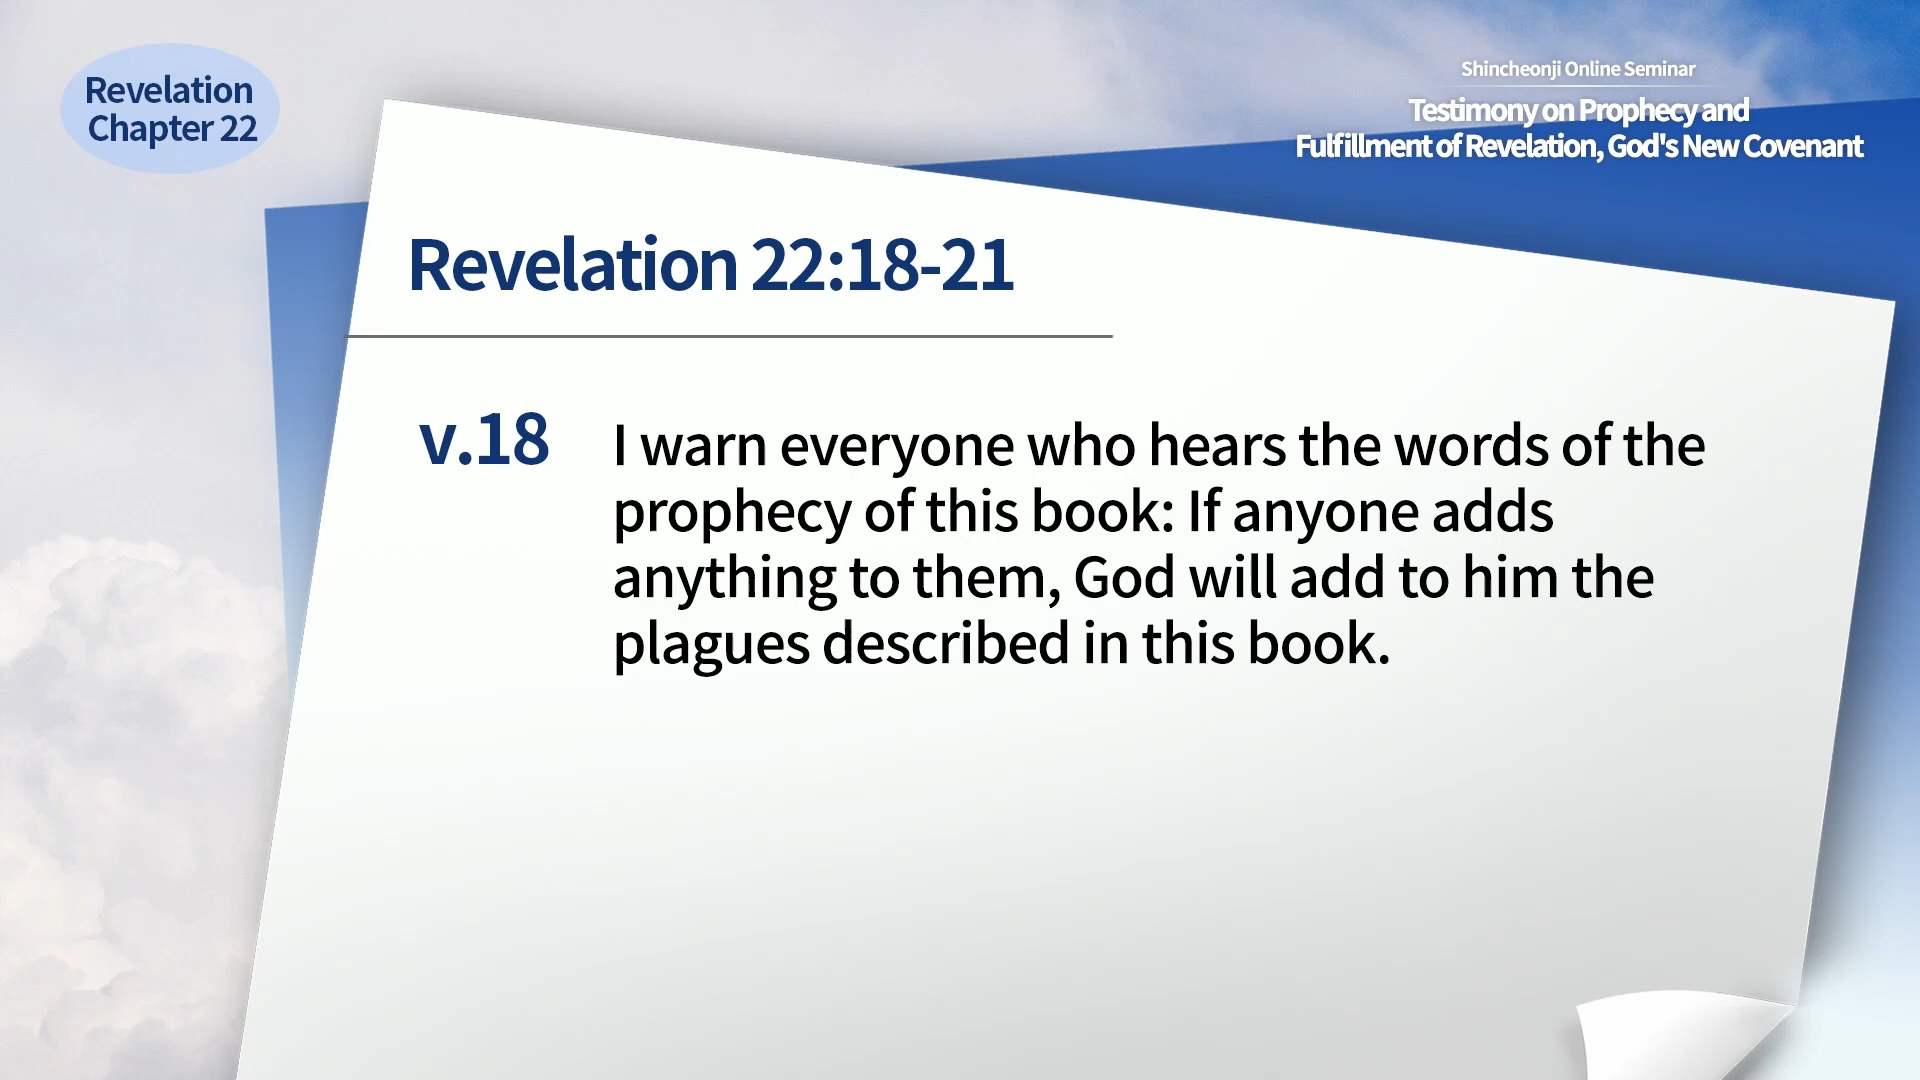 Revelation
Chapter 22
Shincheonji Online Seminar
Testimony on Prophecy and
Fulfillment of Revelation, God's New Covenant
Revelation 22:18-21
v.18
I warn everyone who hears the words of the
prophecy of this book: If anyone adds
anything to them, God will add to him the
plagues described in this book.